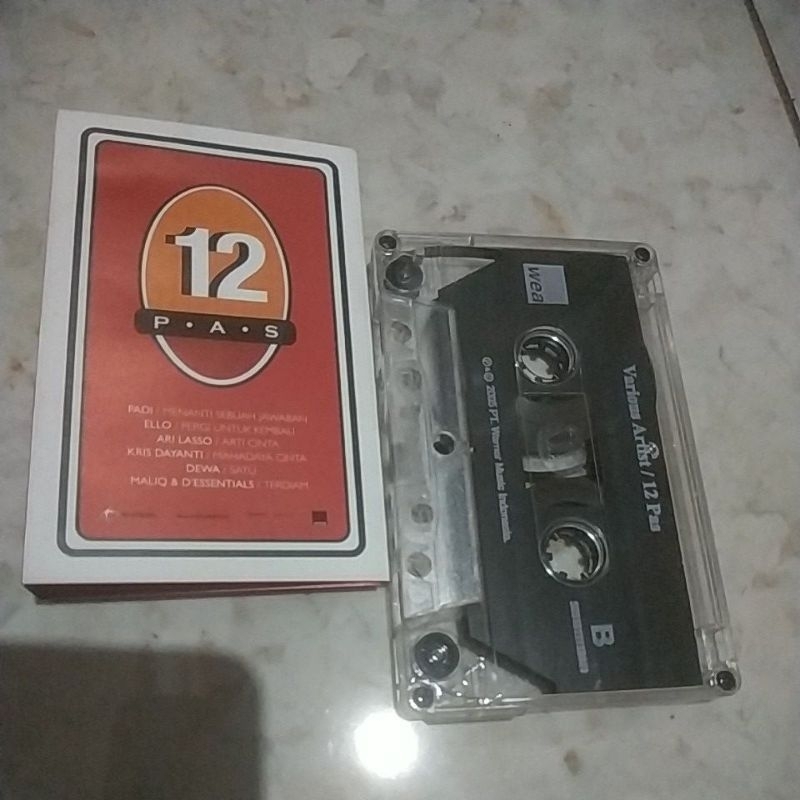 12
P•A•S
PADI / MENANTI SEBUAH JAWABAN
ELLO / PERGI UNTUK KEMBALI
ARI LASSO / ARTI CINTA
KRIS DAYANTI / MAHADAYA CINTA
DEWA / SATU
MALIQ & D'ESSENTIALS / TERDIAM
wea
Various Artist / 12 Pas
℗ & © 2005 PT. Warner Music Indonesia.
B